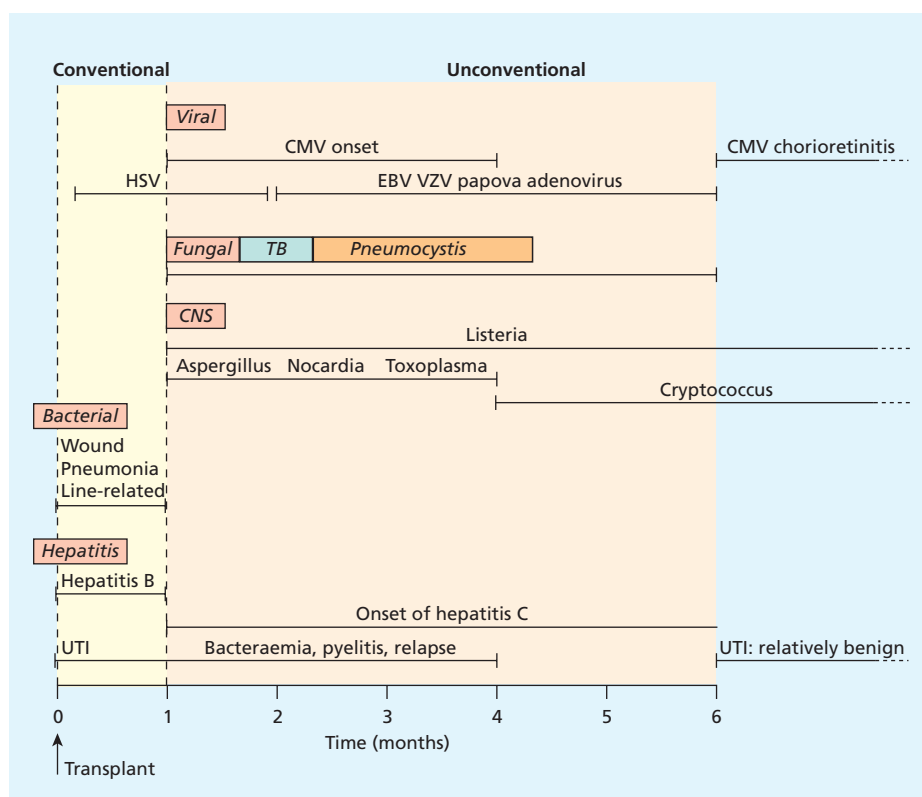 Conventional Unconventional
Viral
CMV onset CMV chorioretinitis
HSV EBV VZV papova adenovirus
Fungal TB Pneumocystis
CNS
Listeria
Aspergillus Nocardia Toxoplasma
Cryptococcus
Bacterial
Wound
Pneumonia
Line-related
Hepatitis
Hepatitis B
Onset of hepatitis C
UTI Bacteraemia, pyelitis, relapse UTI: relatively benign
0 1 2 3 4 5 6
Time (months)
Transplant